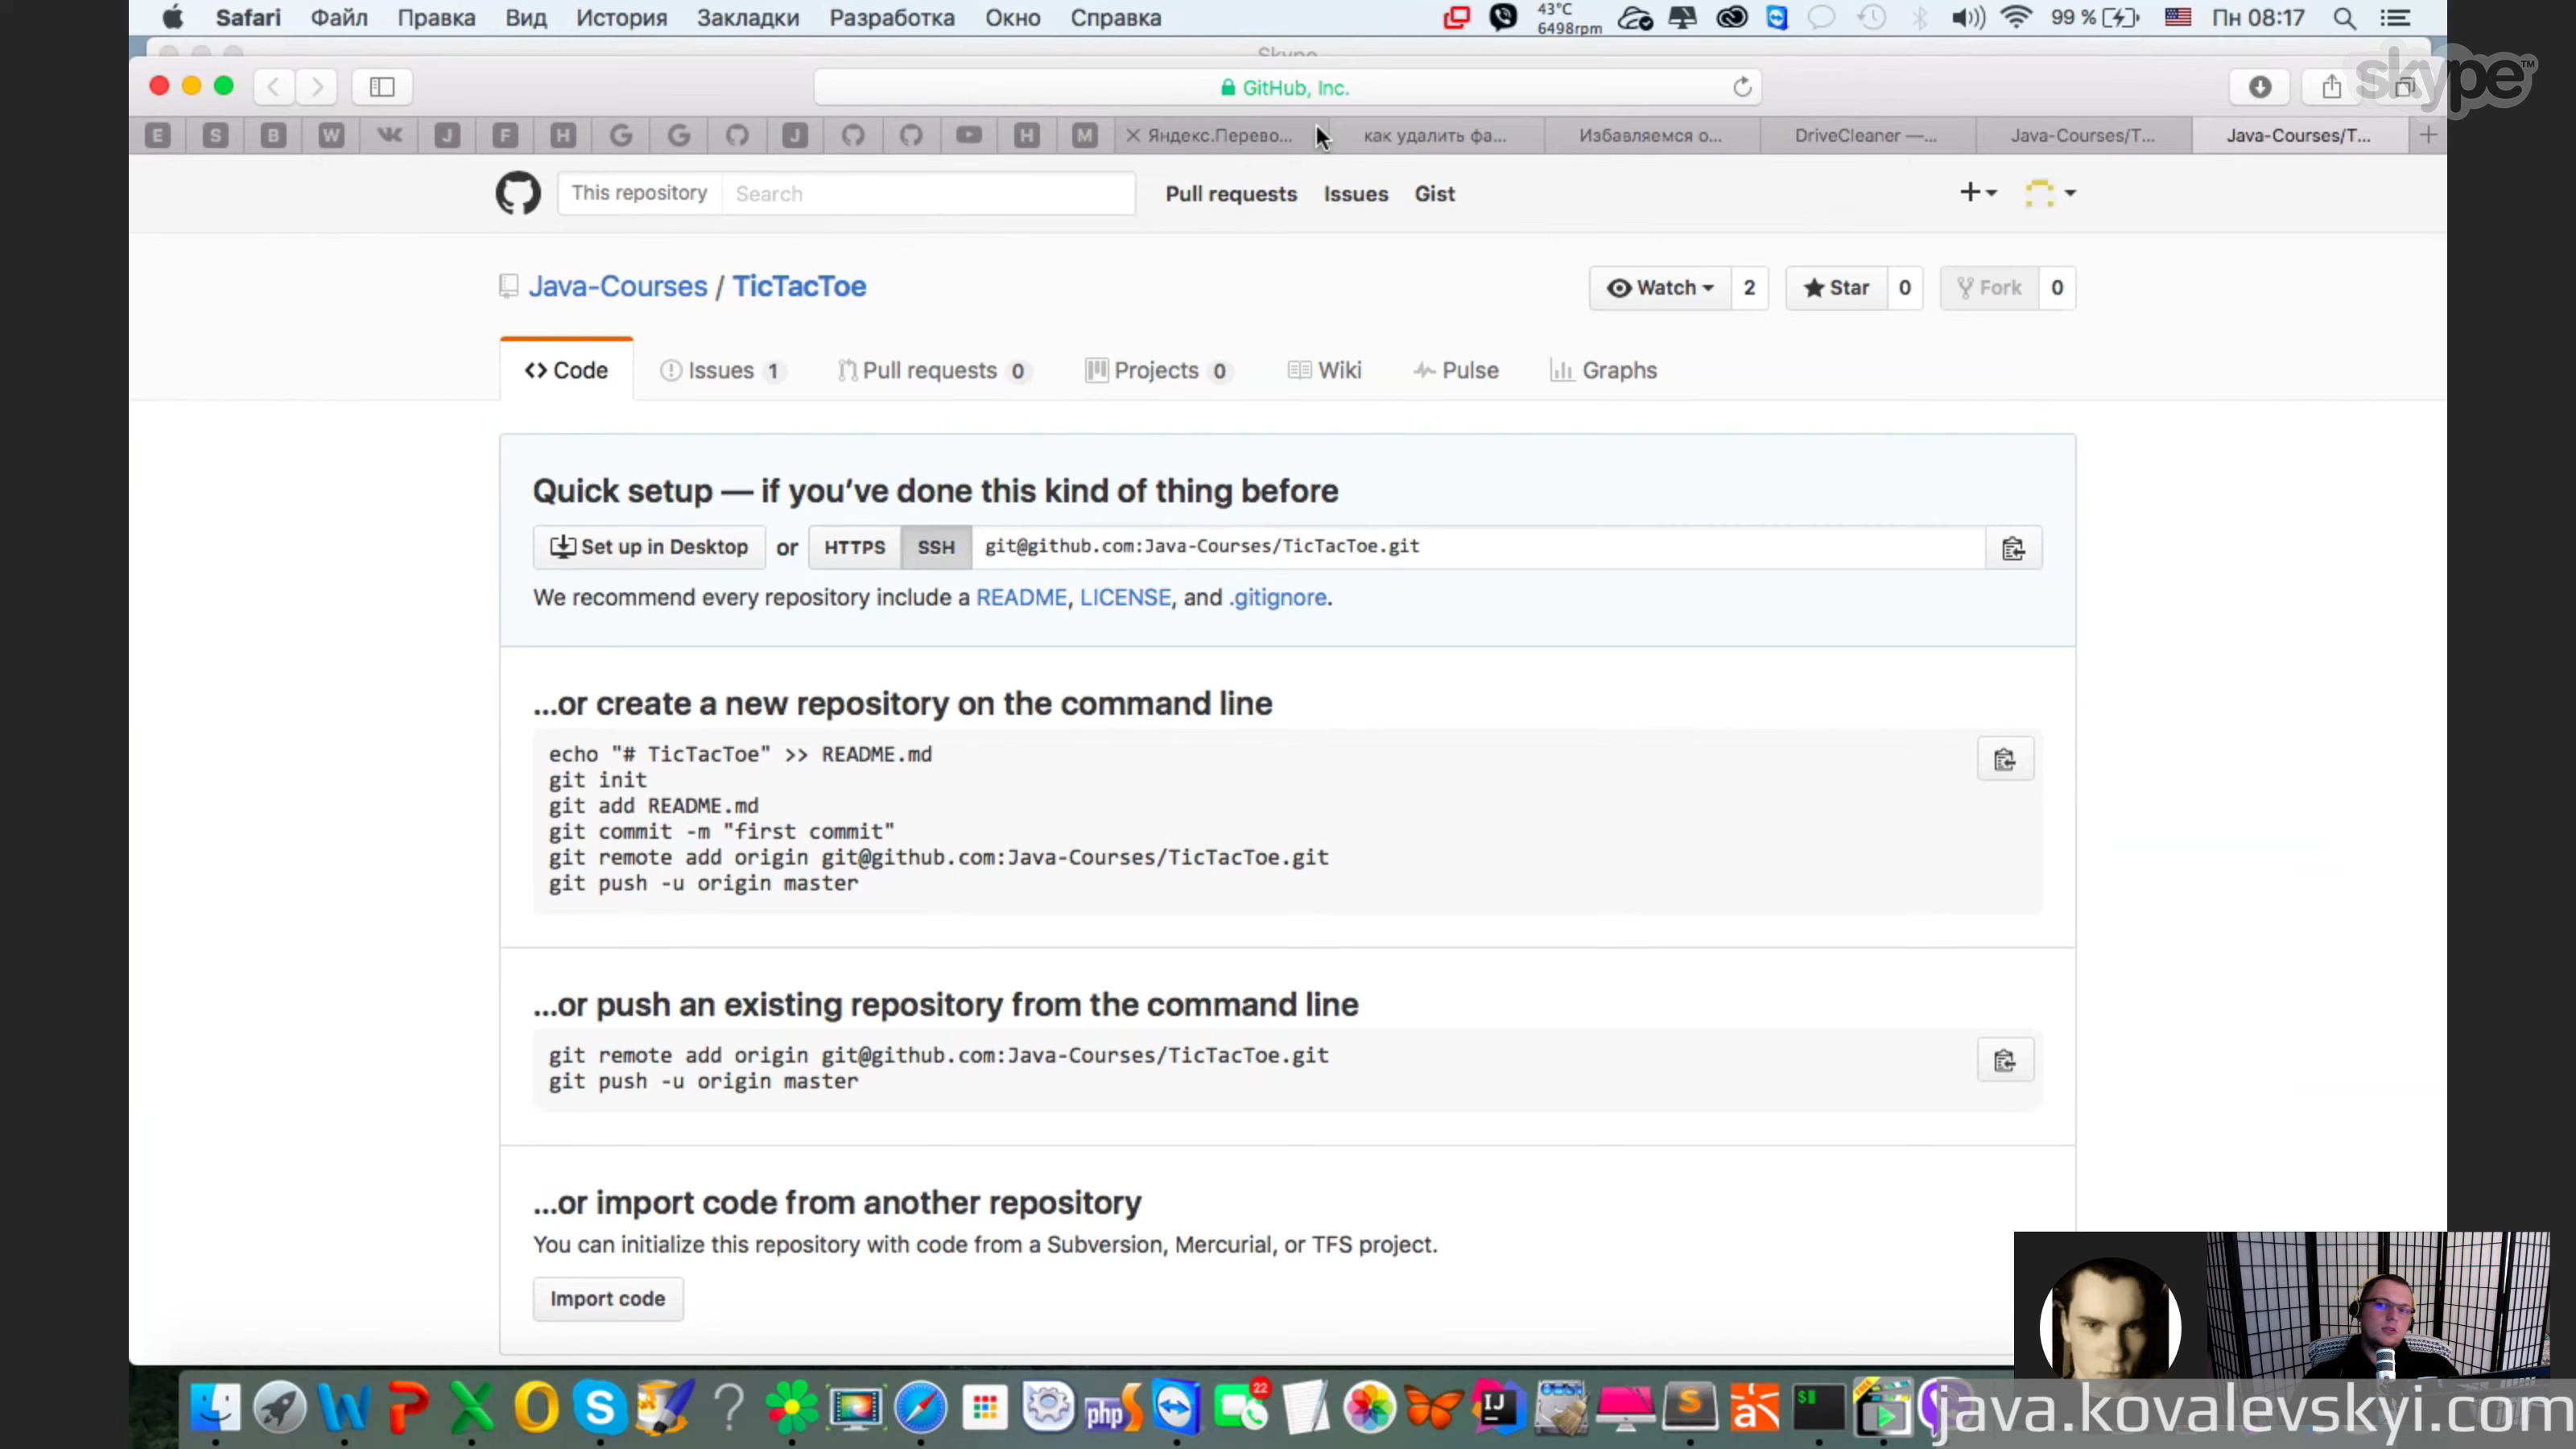 Safari Файл Правка Вид История Закладки Разработка Окно Справка 43°C 6498rpm 99 % Пн 08:17
Skype
skype™
GitHub, Inc.
E S B W J F H G G J H M Яндекс.Перево... как удалить фа... Избавляемся о... DriveCleaner —... Java-Courses/T... Java-Courses/T...
This repository Search Pull requests Issues Gist
Java-Courses / TicTacToe Watch 2 Star 0 Fork 0
Code Issues 1 Pull requests 0 Projects 0 Wiki Pulse Graphs
Quick setup — if you’ve done this kind of thing before
Set up in Desktop or HTTPS SSH git@github.com:Java-Courses/TicTacToe.git
We recommend every repository include a README, LICENSE, and .gitignore.
…or create a new repository on the command line
echo "# TicTacToe" >> README.md
git init
git add README.md
git commit -m "first commit"
git remote add origin git@github.com:Java-Courses/TicTacToe.git
git push -u origin master
…or push an existing repository from the command line
git remote add origin git@github.com:Java-Courses/TicTacToe.git
git push -u origin master
…or import code from another repository
You can initialize this repository with code from a Subversion, Mercurial, or TFS project.
Import code
22
php
IJ
java.kovalevskyi.com